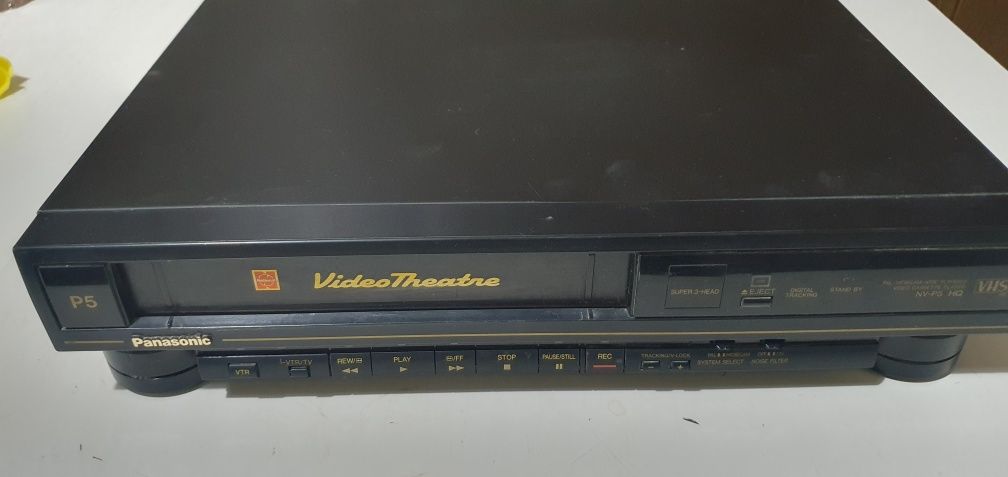 P5
VideoTheatre
SUPER 3-HEAD
EJECT
DIGITAL
TRACKING
STAND BY
NV-P5 HQ
VHS
Panasonic
VTR
VTR/TV
REW
PLAY
FF
STOP
PAUSE/STILL
REC
TRACKING/V-LOCK
- +
SYSTEM SELECT
NOISE FILTER